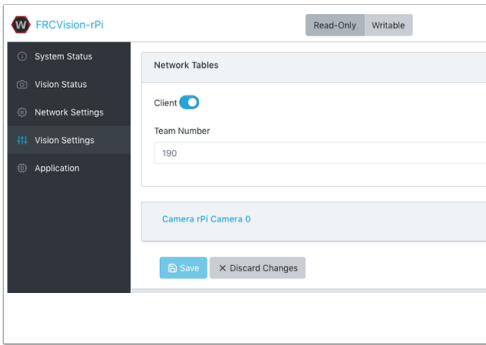 W FRCVision-rPi
Read-Only Writable
System Status
Vision Status
Network Settings
Vision Settings
Application
Network Tables
Client
Team Number
190
Camera rPi Camera 0
Save
Discard Changes